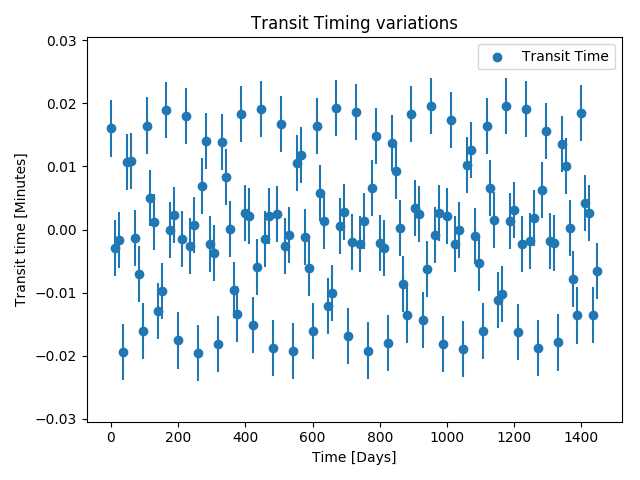 Transit Timing variations
Transit Time
Transit time [Minutes]
0.03
0.02
0.01
0.00
−0.01
−0.02
−0.03
0 200 400 600 800 1000 1200 1400
Time [Days]